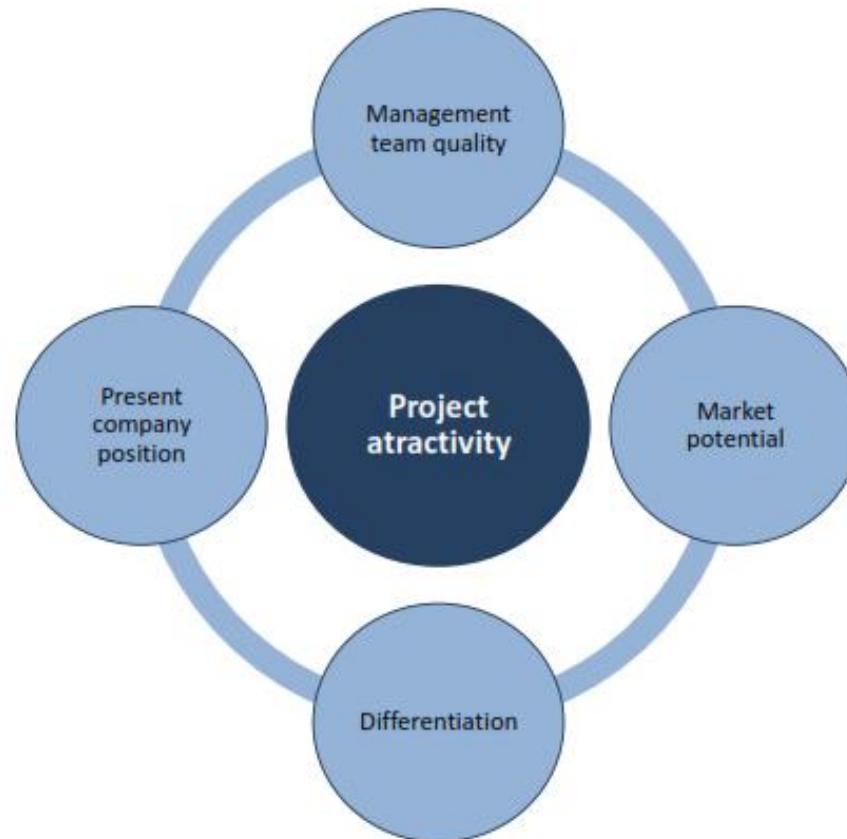 Management
team quality
Present
company
position
Project
atractivity
Market
potential
Differentiation